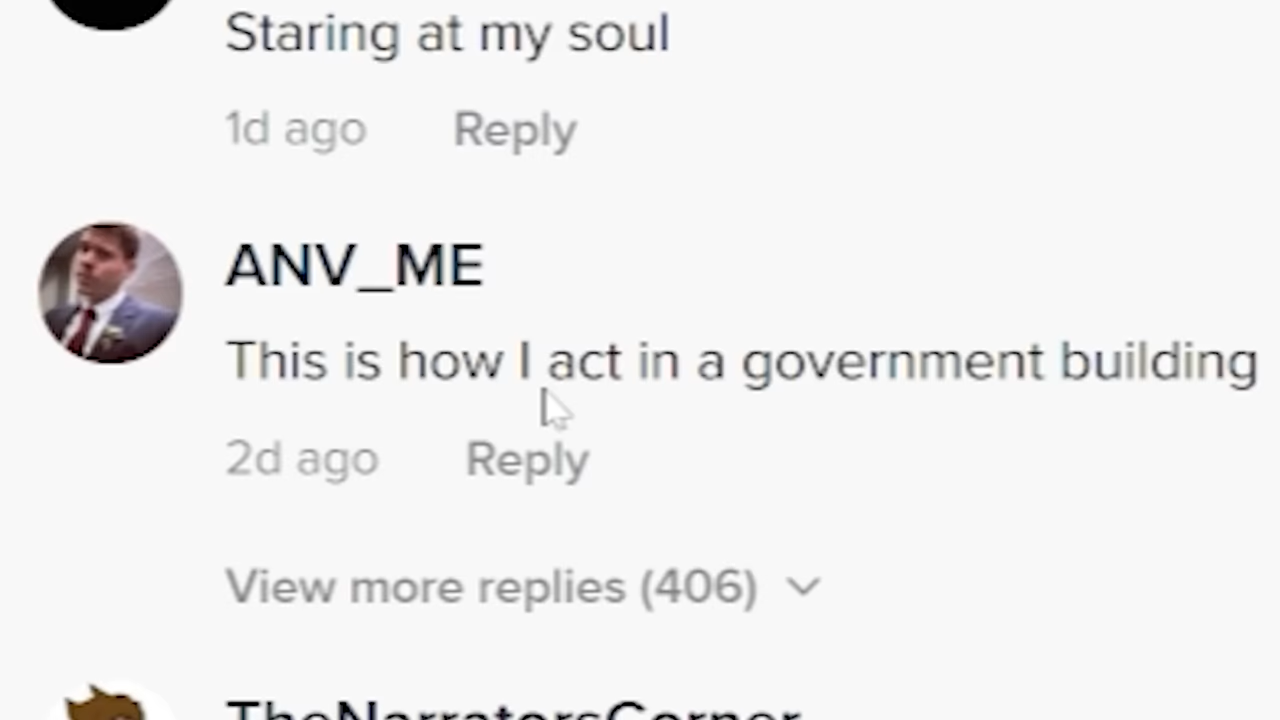 Staring at my soul
1d ago Reply
ANV_ME
This is how I act in a government building
2d ago Reply
View more replies (406)
TheNarratorsCorner